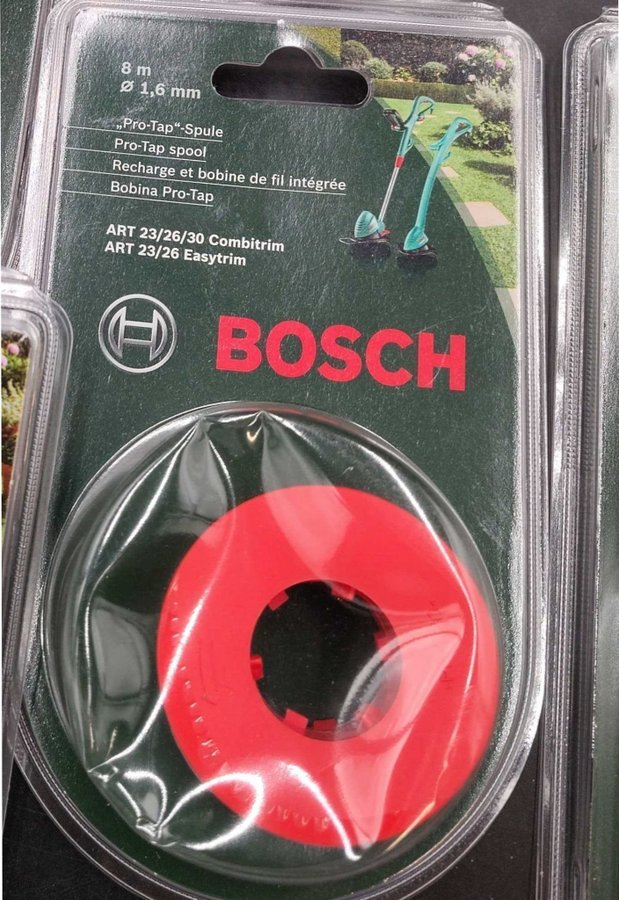 8 m
Ø 1,6 mm
„Pro-Tap“-Spule
Pro-Tap spool
Recharge et bobine de fil intégrée
Bobina Pro-Tap
ART 23/26/30 Combitrim
ART 23/26 Easytrim
BOSCH